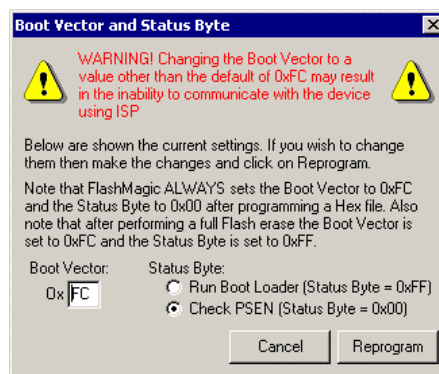 Boot Vector and Status Byte
WARNING! Changing the Boot Vector to a
value other than the default of 0xFC may result
in the inability to communicate with the device
using ISP
Below are shown the current settings. If you wish to change
them then make the changes and click on Reprogram.
Note that FlashMagic ALWAYS sets the Boot Vector to 0xFC
and the Status Byte to 0x00 after programming a Hex file. Also
note that after performing a full Flash erase the Boot Vector is
set to 0xFC and the Status Byte is set to 0xFF.
Boot Vector: Status Byte:
0x FC Run Boot Loader (Status Byte = 0xFF)
Check PSEN (Status Byte = 0x00)
Cancel Reprogram